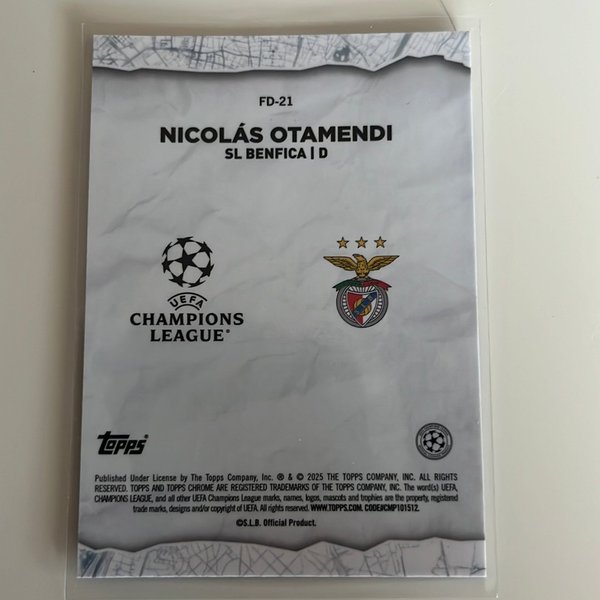 FD-21
NICOLÁS OTAMENDI
SL BENFICA | D
UEFA
CHAMPIONS
LEAGUE®
Topps®
Published Under License by The Topps Company, Inc. ® & © 2025 THE TOPPS COMPANY, INC. ALL RIGHTS
RESERVED. TOPPS AND TOPPS CHROME ARE REGISTERED TRADEMARKS OF THE TOPPS COMPANY, INC. The word(s) UEFA,
CHAMPIONS LEAGUE, and all other UEFA Champions League marks, names, logos, mascots and trophies are the property, registered
trade marks, designs and/or copyright of UEFA. All rights reserved. WWW.TOPPS.COM. CODE#CMP101512.
©S.L.B. Official Product.